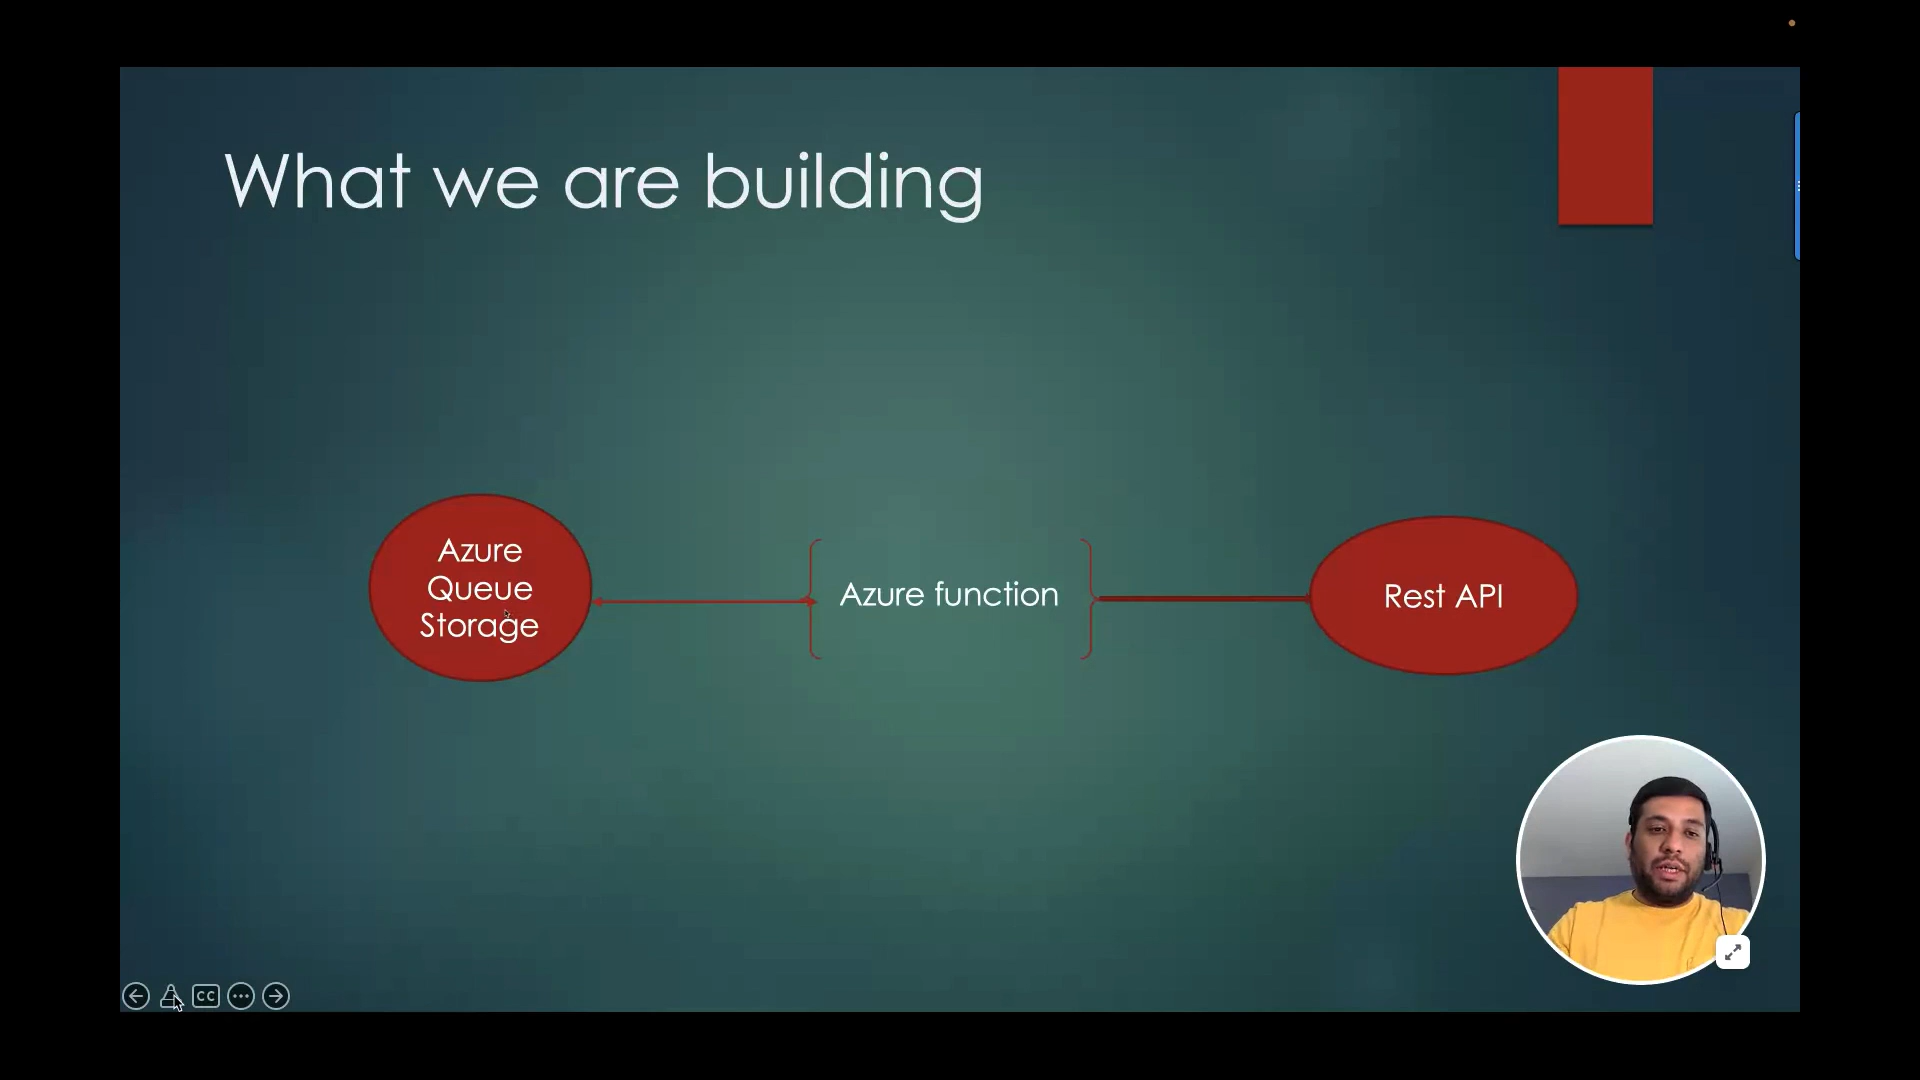 What we are building
Azure
Queue
Storage
Azure function
Rest API
CC